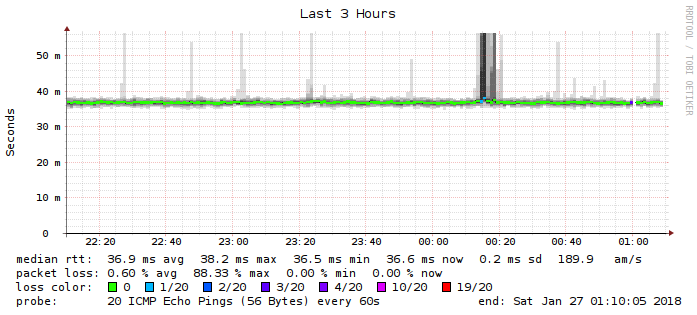 Last 3 Hours
RRDTOOL / TOBI OETIKER
Seconds
50 m
40 m
30 m
20 m
10 m
0
22:20 22:40 23:00 23:20 23:40 00:00 00:20 00:40 01:00
median rtt: 36.9 ms avg 38.2 ms max 36.5 ms min 36.6 ms now 0.2 ms sd 189.9 am/s
packet loss: 0.60 % avg 88.33 % max 0.00 % min 0.00 % now
loss color: 0 1/20 2/20 3/20 4/20 10/20 19/20
probe: 20 ICMP Echo Pings (56 Bytes) every 60s end: Sat Jan 27 01:10:05 2018